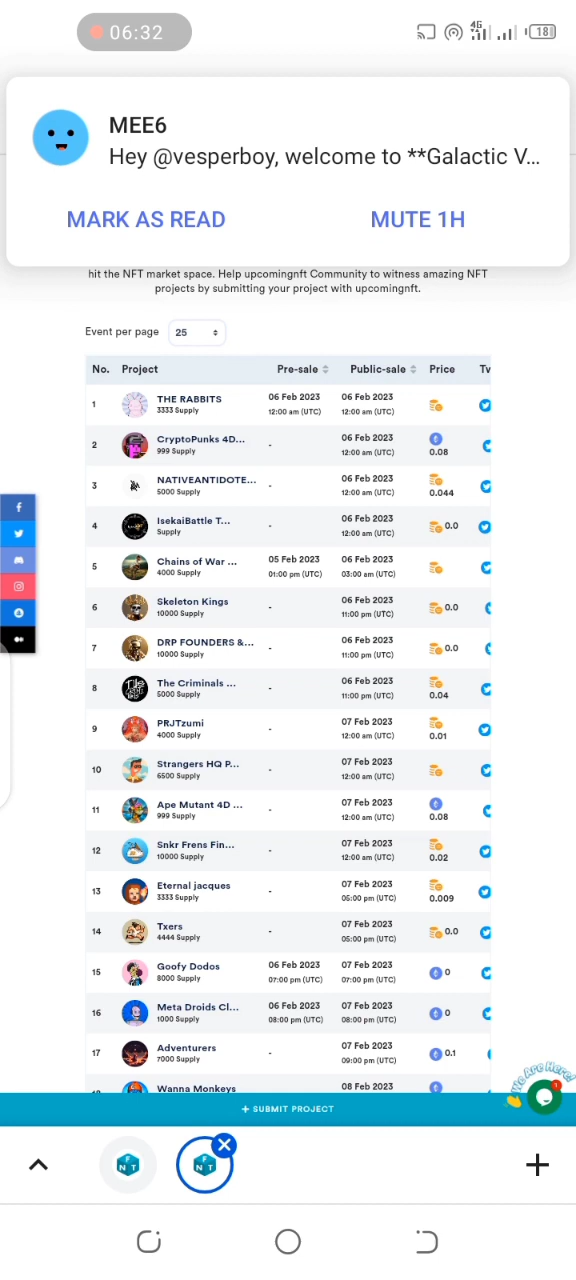 06:32
4G
18
MEE6
Hey @vesperboy, welcome to **Galactic V...
MARK AS READ
MUTE 1H
hit the NFT market space. Help upcomingnft Community to witness amazing NFT
projects by submitting your project with upcomingnft.
Event per page 25
No. Project Pre-sale Public-sale Price Tw
1 THE RABBITS 06 Feb 2023 06 Feb 2023
3333 Supply 12:00 am (UTC) 12:00 am (UTC)
2 CryptoPunks 4D... - 06 Feb 2023
999 Supply 12:00 am (UTC) 0.08
3 NATIVEANTIDOTE... - 06 Feb 2023
5000 Supply 12:00 am (UTC) 0.044
4 IsekaiBattle T... - 06 Feb 2023 0.0
Supply 12:00 am (UTC)
5 Chains of War ... 05 Feb 2023 06 Feb 2023
4000 Supply 01:00 pm (UTC) 03:00 am (UTC)
6 Skeleton Kings - 06 Feb 2023 0.0
10000 Supply 11:00 pm (UTC)
7 DRP FOUNDERS &... - 06 Feb 2023 0.0
10000 Supply 11:00 pm (UTC)
8 The Criminals ... - 06 Feb 2023
5000 Supply 11:00 pm (UTC) 0.04
9 PRJTzumi - 07 Feb 2023
4000 Supply 12:00 am (UTC) 0.01
10 Strangers HQ P... - 07 Feb 2023
6500 Supply 12:00 am (UTC)
11 Ape Mutant 4D ... - 07 Feb 2023
999 Supply 12:00 am (UTC) 0.08
12 Snkr Frens Fin... - 07 Feb 2023
10000 Supply 12:00 am (UTC) 0.02
13 Eternal jacques - 07 Feb 2023
3333 Supply 05:00 pm (UTC) 0.009
14 Txers - 07 Feb 2023 0.0
4444 Supply 05:00 pm (UTC)
15 Goofy Dodos 06 Feb 2023 07 Feb 2023 0
8000 Supply 07:00 pm (UTC) 07:00 pm (UTC)
16 Meta Droids Cl... 06 Feb 2023 07 Feb 2023 0
1000 Supply 08:00 pm (UTC) 08:00 pm (UTC)
17 Adventurers - 07 Feb 2023 0.1
7000 Supply 09:00 pm (UTC)
18 Wanna Monkeys 08 Feb 2023
We Are Here!
1
+ SUBMIT PROJECT
F
N T
F
N T